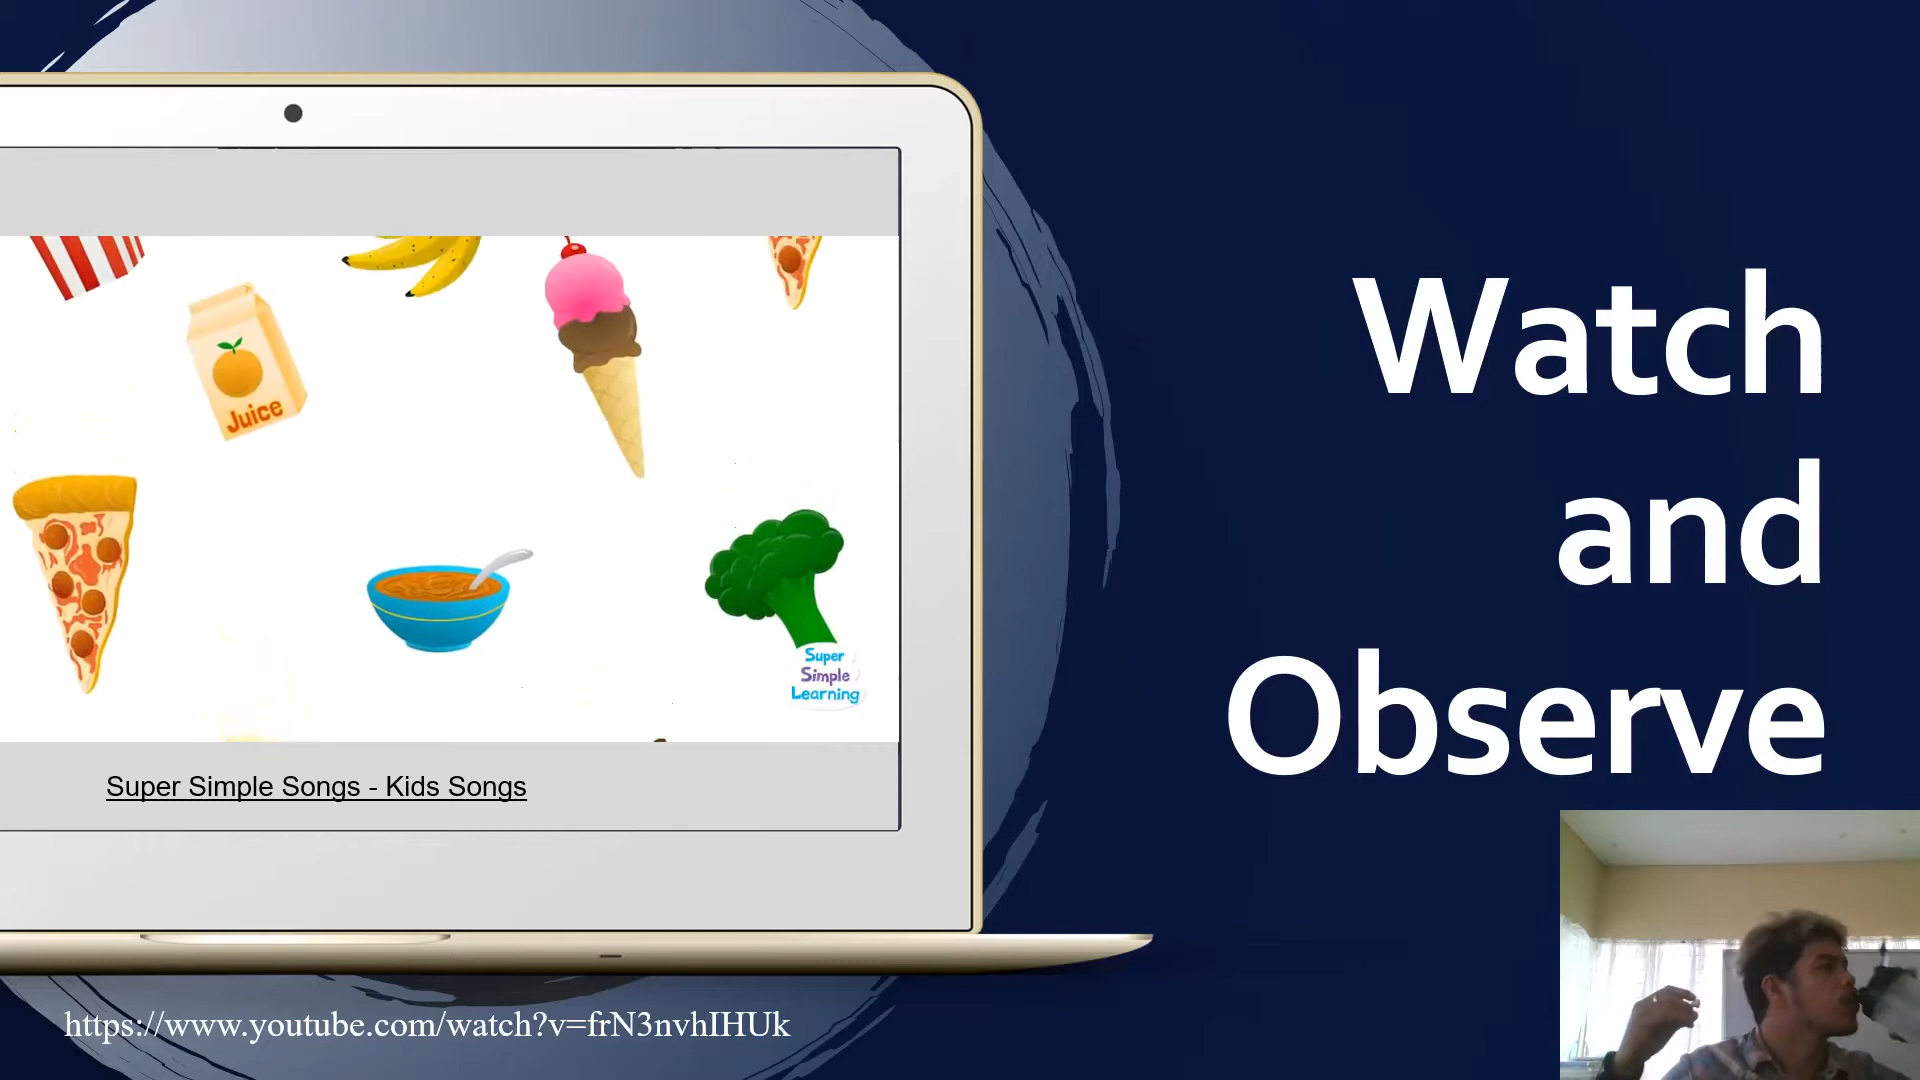 Watch
and
Observe
Juice
Super
Simple
Learning
Super Simple Songs - Kids Songs
https://www.youtube.com/watch?v=frN3nvhIHUk